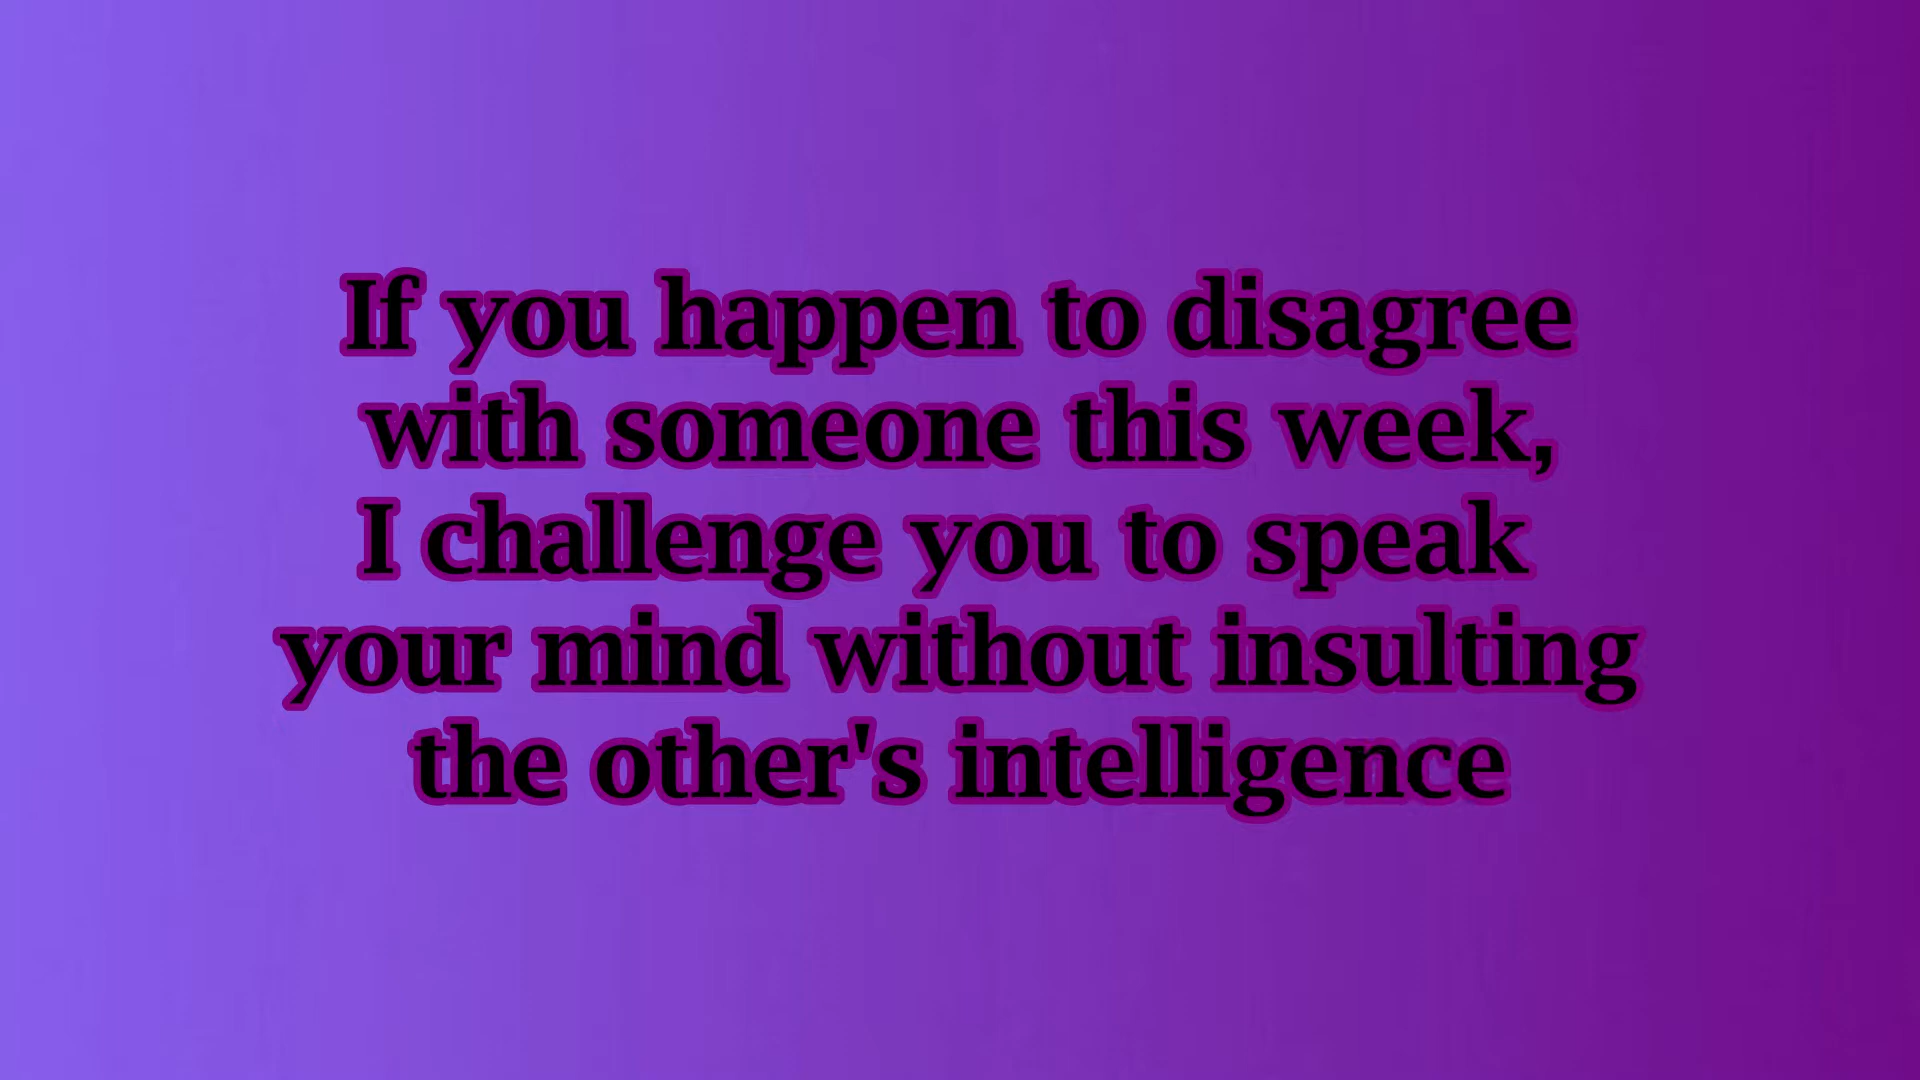 If you happen to disagree
with someone this week,
I challenge you to speak
your mind without insulting
the other's intelligence